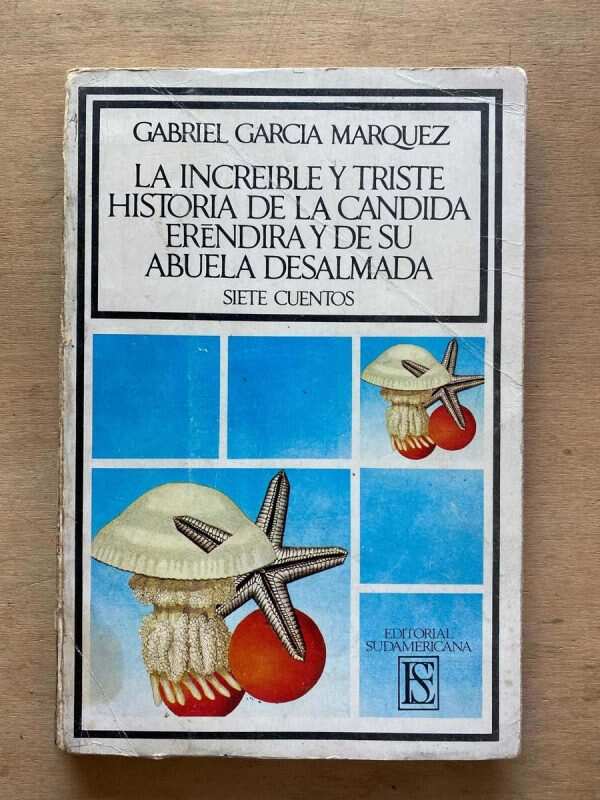 GABRIEL GARCIA MARQUEZ
LA INCREIBLE Y TRISTE
HISTORIA DE LA CANDIDA
ERÉNDIRA Y DE SU
ABUELA DESALMADA
SIETE CUENTOS
EDITORIAL
SUDAMERICANA
ES